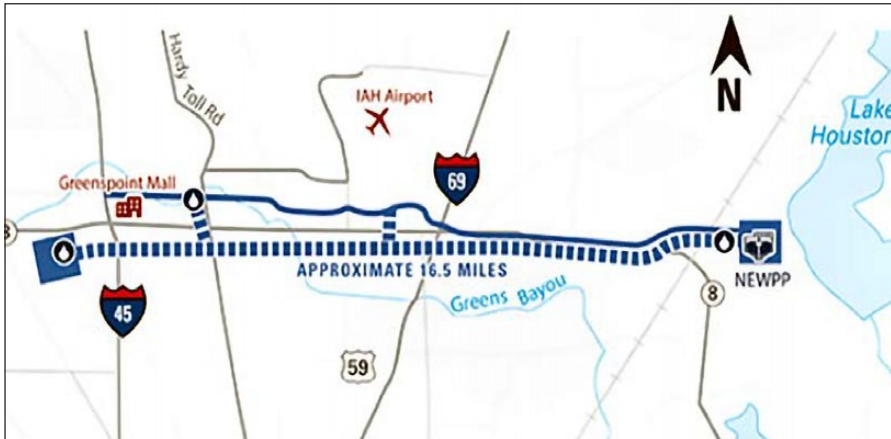 Hardy Toll Rd
IAH Airport
N
Lake
Houston
Greenspoint Mall
69
8
APPROXIMATE 16.5 MILES
NEWPP
Greens Bayou
8
45
59